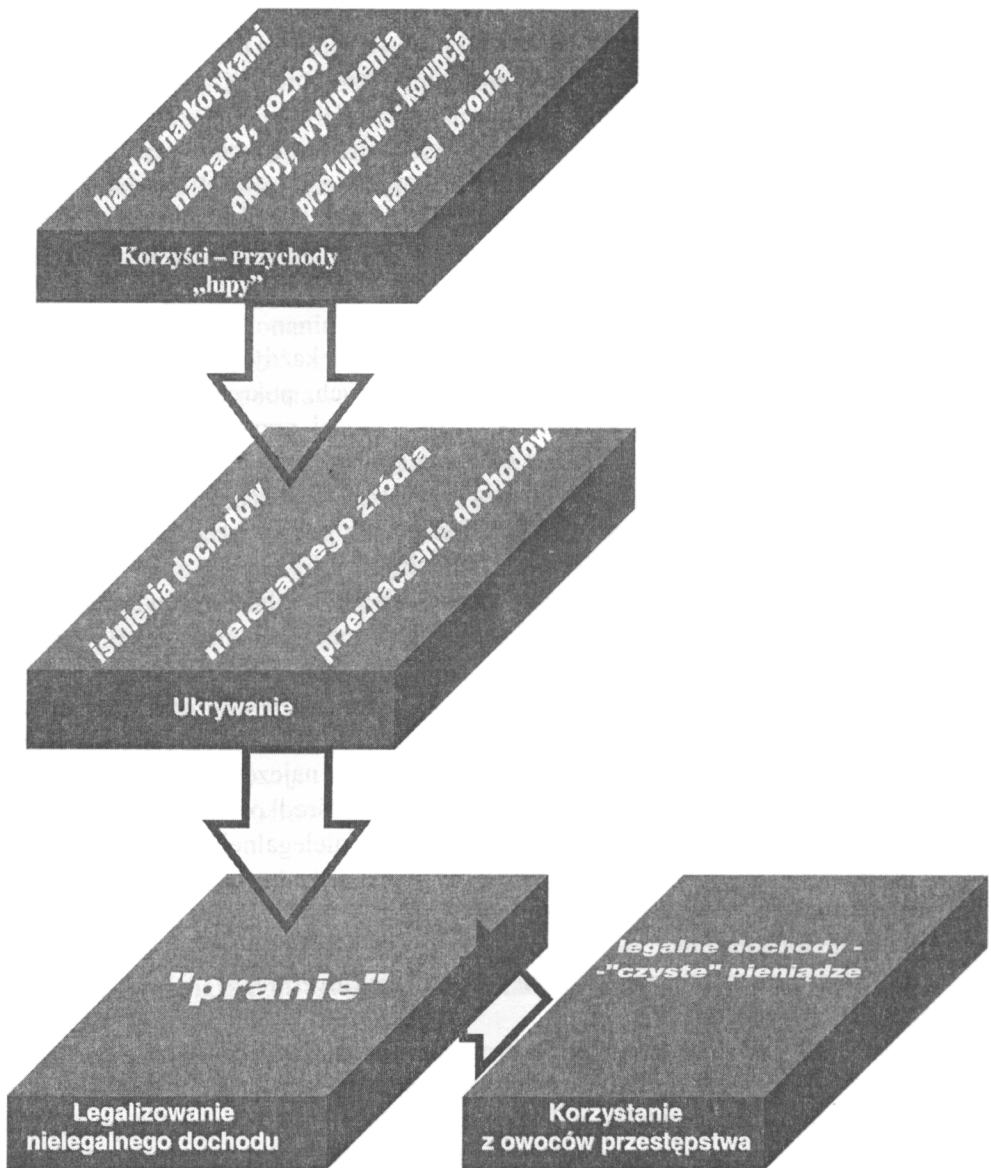 handel narkotykami
napady, rozboje
okupy, wyłudzenia
przekupstwo - korupcja
handel bronią
Korzyści – Przychody
„łupy”
istnienia dochodów
nielegalnego źródła
przeznaczenia dochodów
Ukrywanie
"pranie"
Legalizowanie
nielegalnego dochodu
legalne dochody -
-"czyste" pieniądze
Korzystanie
z owoców przestępstwa